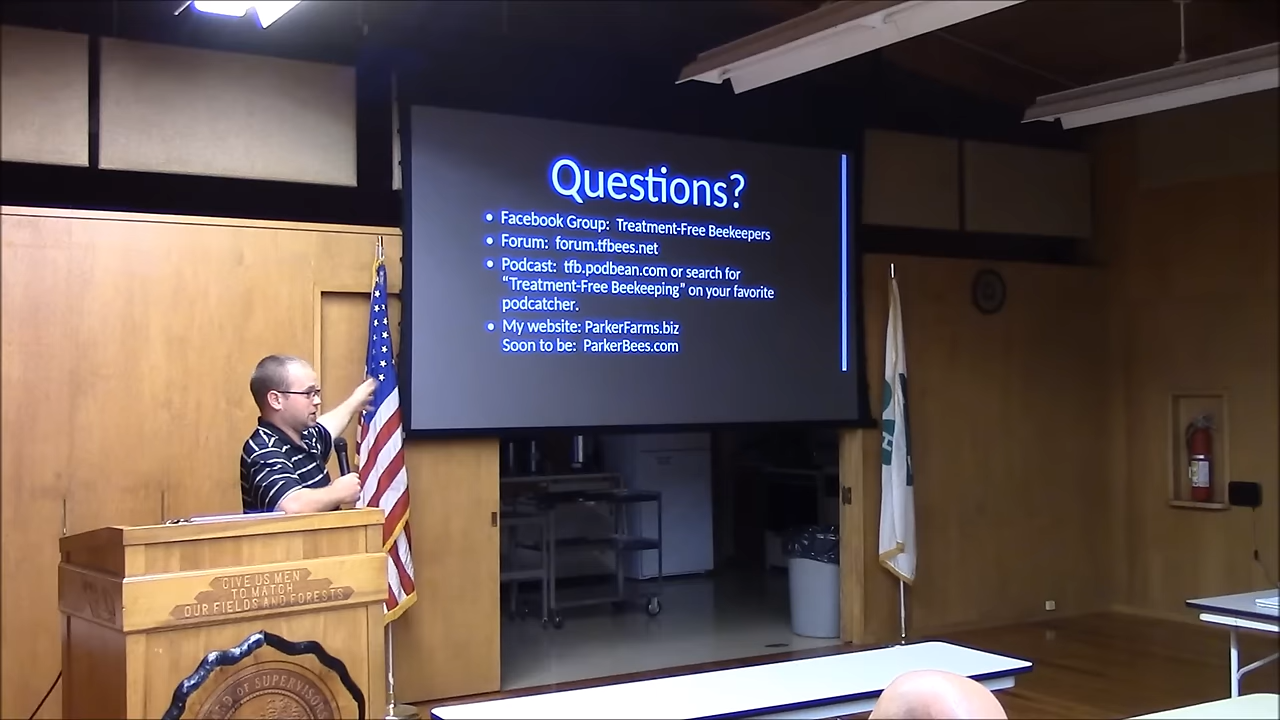 Questions?
• Facebook Group: Treatment-Free Beekeepers
• Forum: forum.tfbees.net
• Podcast: tfb.podbean.com or search for
“Treatment-Free Beekeeping” on your favorite
podcatcher.
• My website: ParkerFarms.biz
Soon to be: ParkerBees.com
GIVE US MEN
TO MATCH
OUR FIELDS AND FORESTS
OF SUPERVISORS